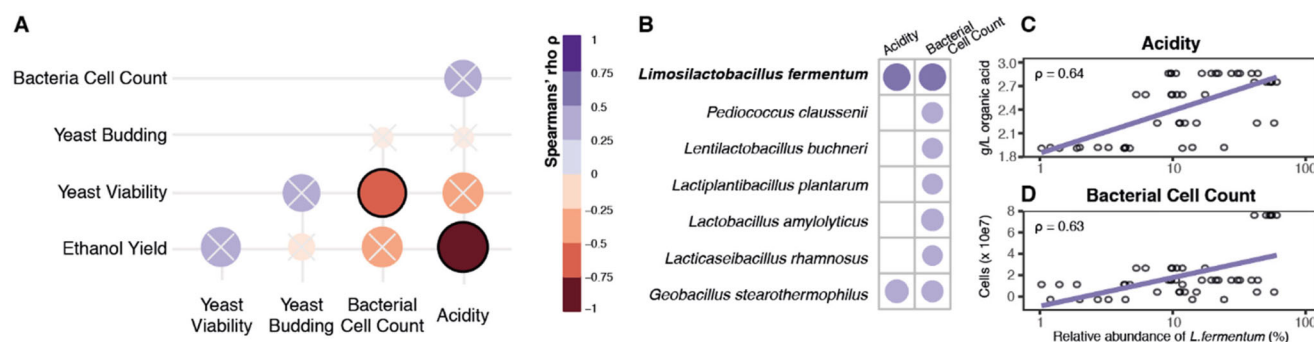 A
Bacteria Cell Count
Yeast Budding
Yeast Viability
Ethanol Yield
Yeast
Viability
Yeast
Budding
Bacterial
Cell Count
Acidity
Spearmans' rho ρ
1
0.75
0.5
0.25
0
−0.25
−0.5
−0.75
−1
B
Acidity
Bacterial
Cell Count
Limosilactobacillus fermentum
Pediococcus claussenii
Lentilactobacillus buchneri
Lactiplantibacillus plantarum
Lactobacillus amylolyticus
Lacticaseibacillus rhamnosus
Geobacillus stearothermophilus
C
Acidity
ρ = 0.64
g/L organic acid
3.0
2.7
2.1
1.8
1
10
100
D
Bacterial Cell Count
ρ = 0.63
Cells (x 10e7)
8
6
4
2
0
1
10
100
Relative abundance of L.fermentum (%)